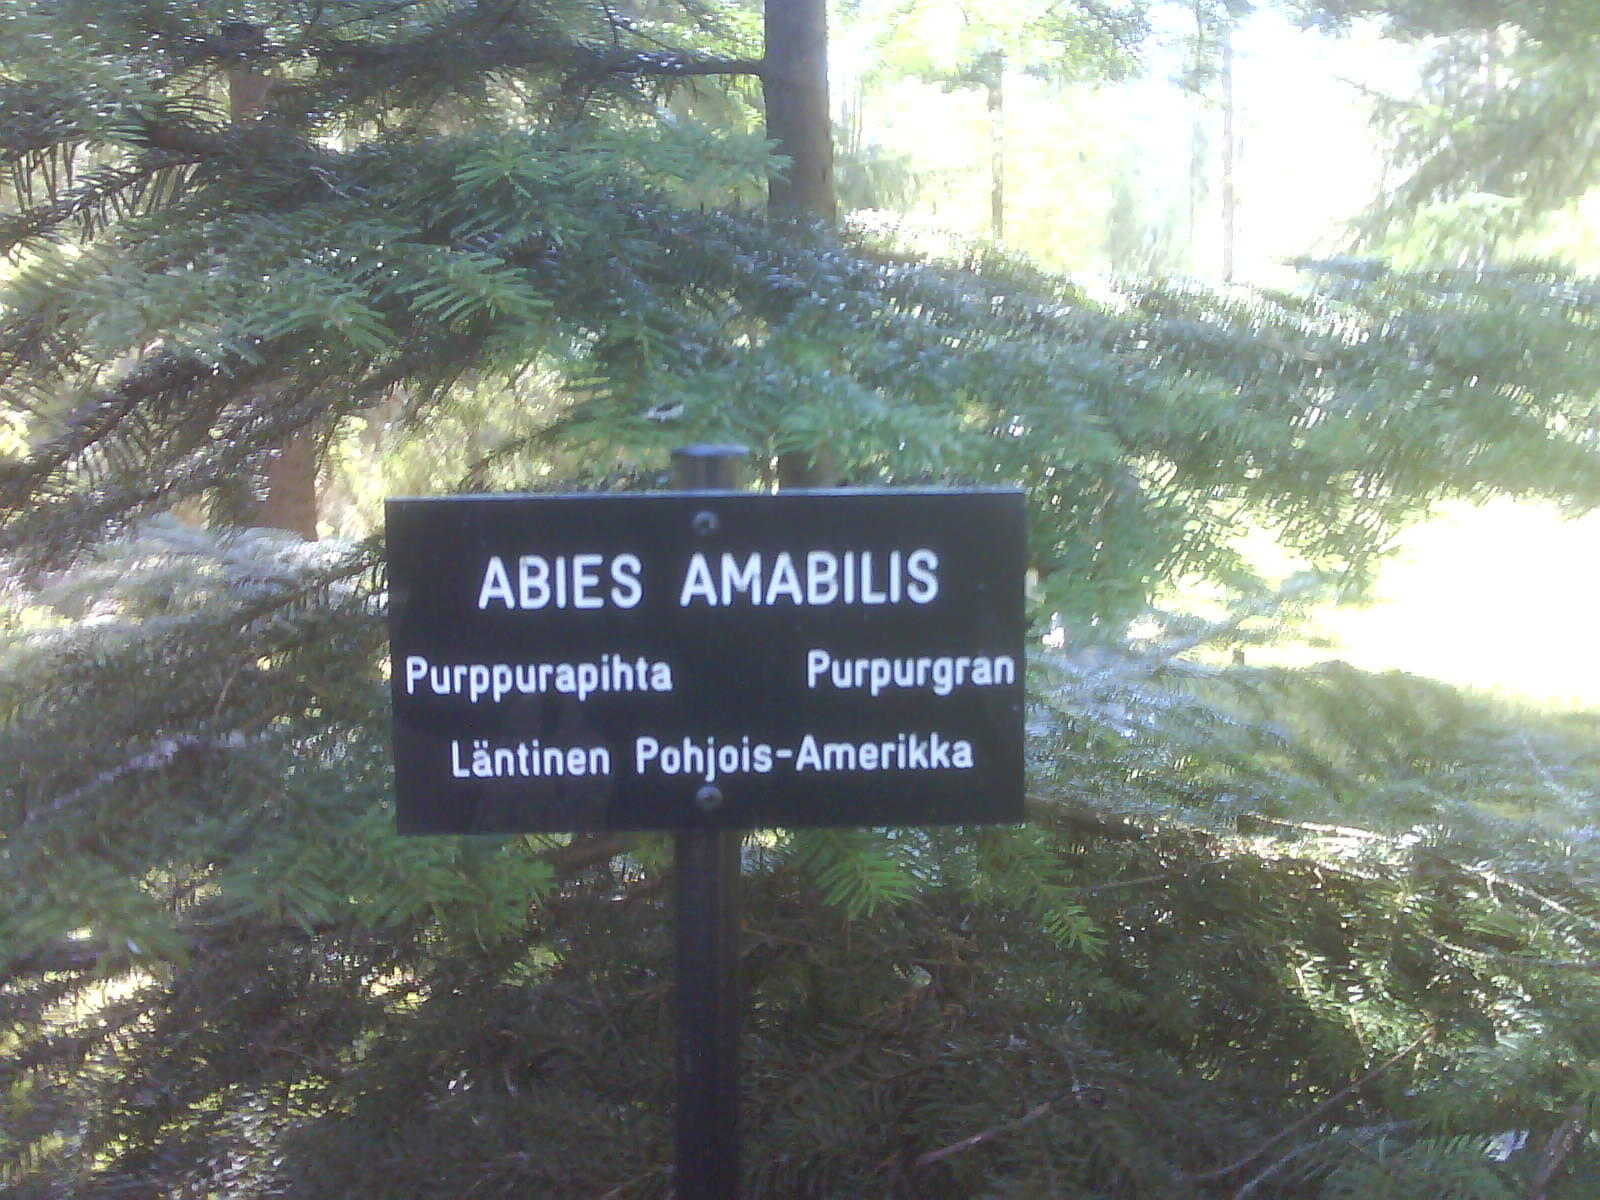 ABIES AMABILIS
Purppurapihta Purpurgran
Läntinen Pohjois-Amerikka